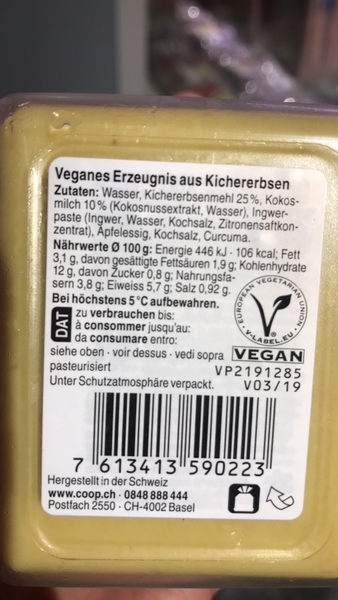 Veganes Erzeugnis aus Kichererbsen
Zutaten: Wasser, Kichererbsenmehl 25%, Kokos-
milch 10% (Kokosnussextrakt, Wasser), Ingwer-
paste (Ingwer, Wasser, Kochsalz, Zitronensaftkon-
zentrat), Apfelessig, Kochsalz, Curcuma.
Nährwerte Ø 100 g: Energie 446 kJ · 106 kcal; Fett
3,1 g, davon gesättigte Fettsäuren 1,9 g; Kohlenhydrate
12 g, davon Zucker 0,8 g; Nahrungsfa-
sern 3,8 g; Eiweiss 5,7 g; Salz 0,92 g.
Bei höchstens 5°C aufbewahren.
DAT
zu verbrauchen bis:
à consommer jusqu'au:
da consumare entro:
siehe oben · voir dessus · vedi sopra
pasteurisiert
Unter Schutzatmosphäre verpackt.
EUROPEAN VEGETARIAN UNION
V-LABEL.EU
VEGAN
VP2191285
V03/19
7 613413 590223
Hergestellt in der Schweiz
www.coop.ch · 0848 888 444
Postfach 2550 · CH-4002 Basel